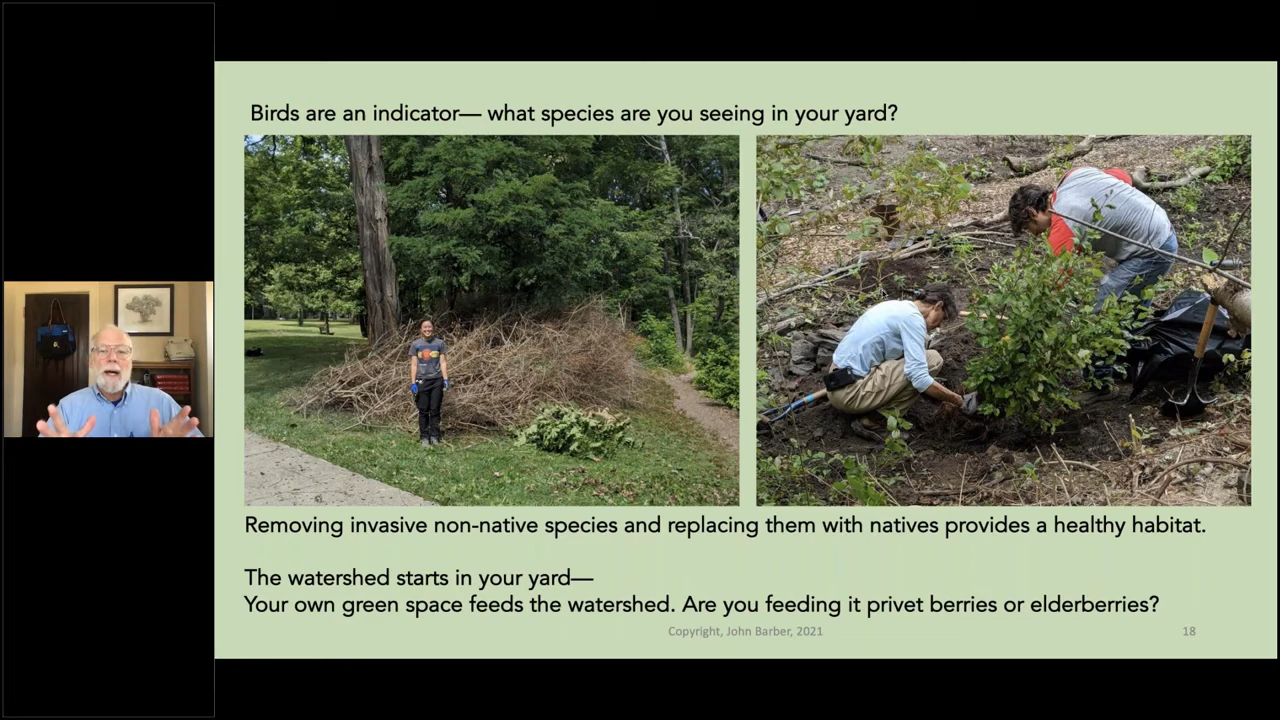 Birds are an indicator— what species are you seeing in your yard?
Removing invasive non-native species and replacing them with natives provides a healthy habitat.
The watershed starts in your yard—
Your own green space feeds the watershed. Are you feeding it privet berries or elderberries?
Copyright, John Barber, 2021
18